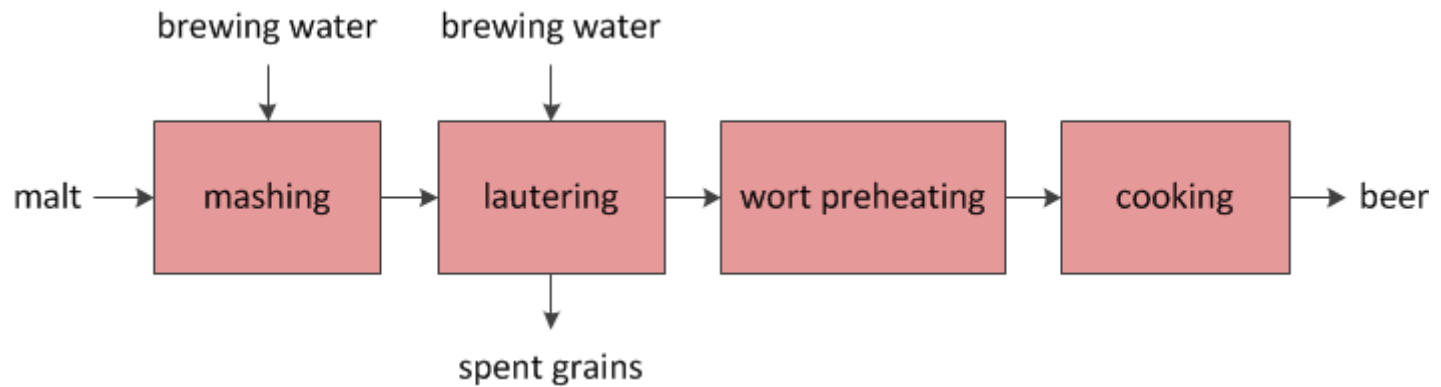 brewing water
brewing water
malt
mashing
lautering
wort preheating
cooking
beer
spent grains